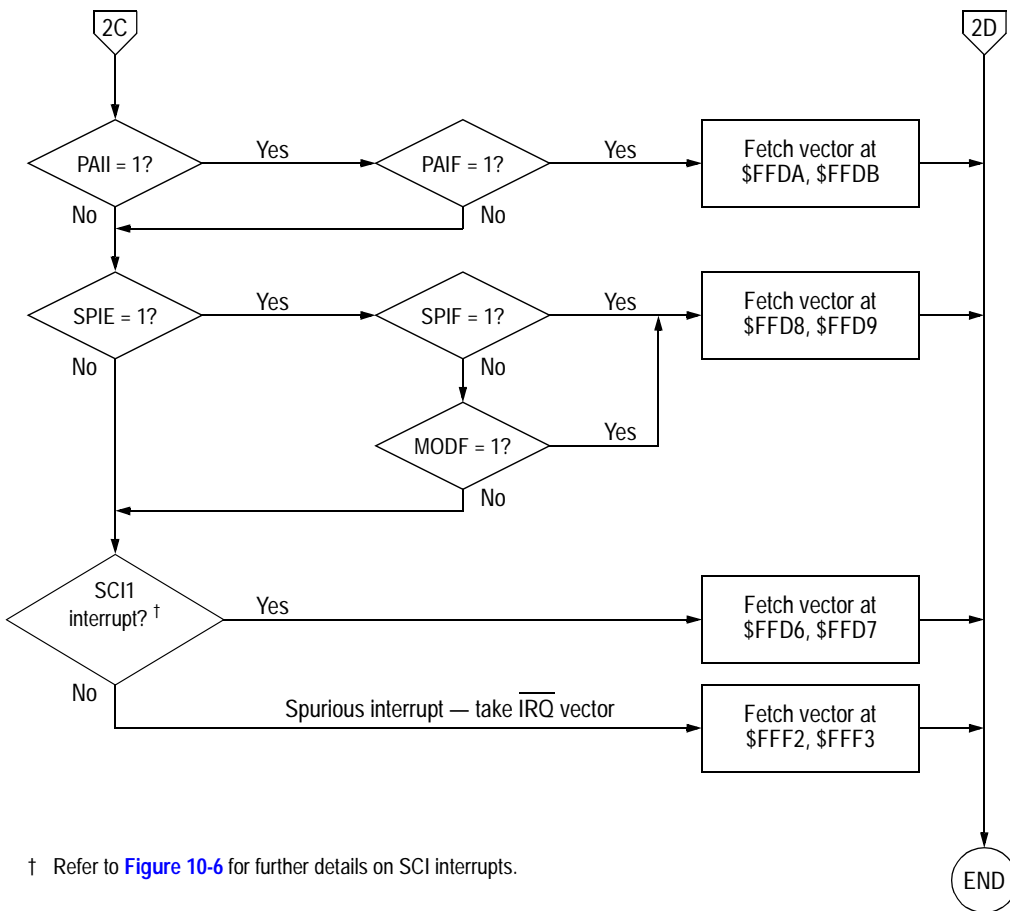 2C
2D
PAII = 1?
Yes
PAIF = 1?
Yes
Fetch vector at
$FFDA, $FFDB
No
No
SPIE = 1?
Yes
SPIF = 1?
Yes
Fetch vector at
$FFD8, $FFD9
No
No
MODF = 1?
Yes
No
SCI1
interrupt? †
Yes
Fetch vector at
$FFD6, $FFD7
No
Spurious interrupt — take IRQ vector
Fetch vector at
$FFF2, $FFF3
† Refer to Figure 10-6 for further details on SCI interrupts.
END